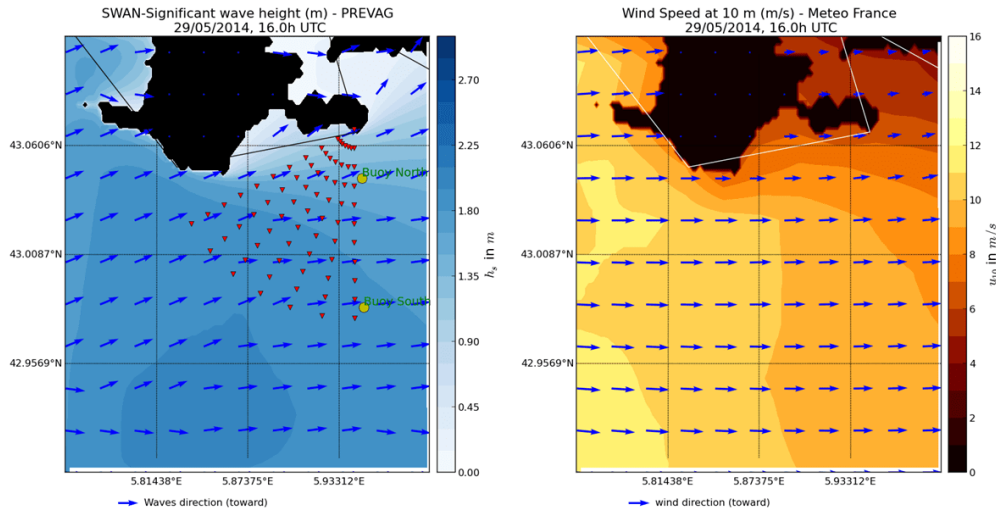 SWAN-Significant wave height (m) - PREVAG
29/05/2014, 16.0h UTC
43.0606°N
43.0087°N
42.9569°N
5.81438°E
5.87375°E
5.93312°E
Buoy North
Buoy South
Waves direction (toward)
2.70
2.25
1.80
1.35
0.90
0.45
0.00
h_s in m
Wind Speed at 10 m (m/s) - Meteo France
29/05/2014, 16.0h UTC
43.0606°N
43.0087°N
42.9569°N
5.81438°E
5.87375°E
5.93312°E
wind direction (toward)
16
14
12
10
8
6
4
2
0
u_10 in m/s